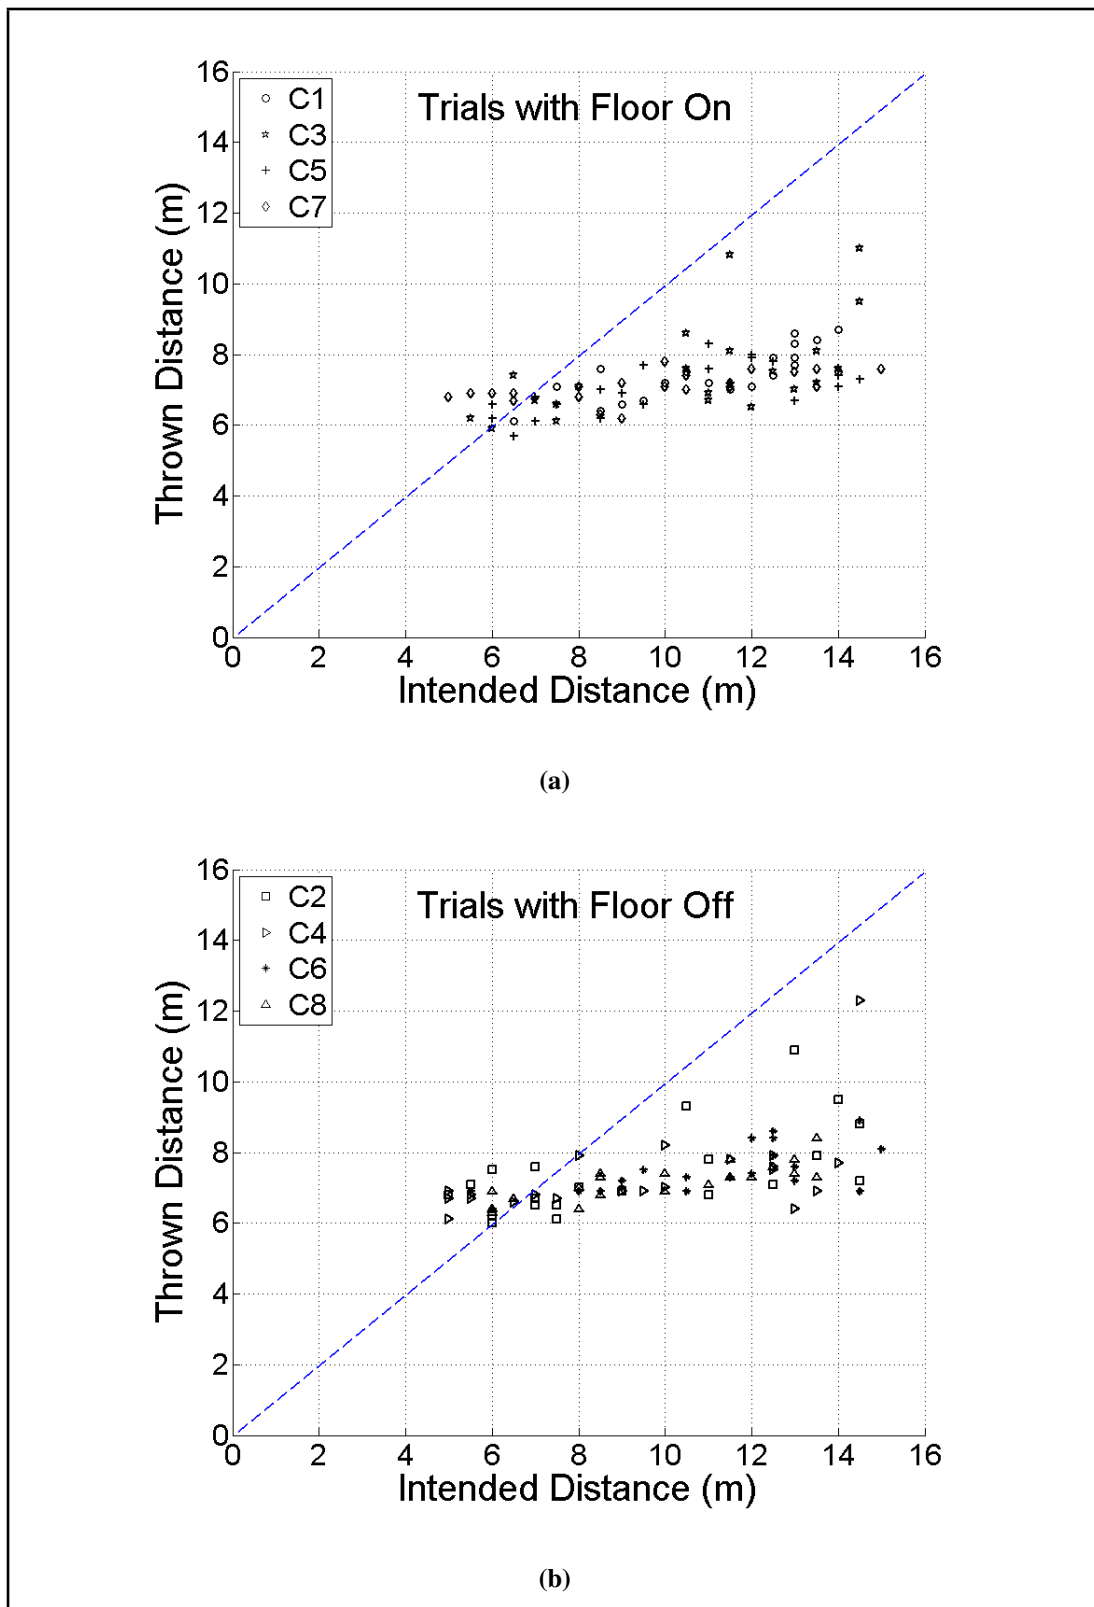 Trials with Floor On
C1
C3
C5
C7
Thrown Distance (m)
16
14
12
10
8
6
4
2
0
0 2 4 6 8 10 12 14 16
Intended Distance (m)
(a)
Trials with Floor Off
C2
C4
C6
C8
Thrown Distance (m)
16
14
12
10
8
6
4
2
0
0 2 4 6 8 10 12 14 16
Intended Distance (m)
(b)